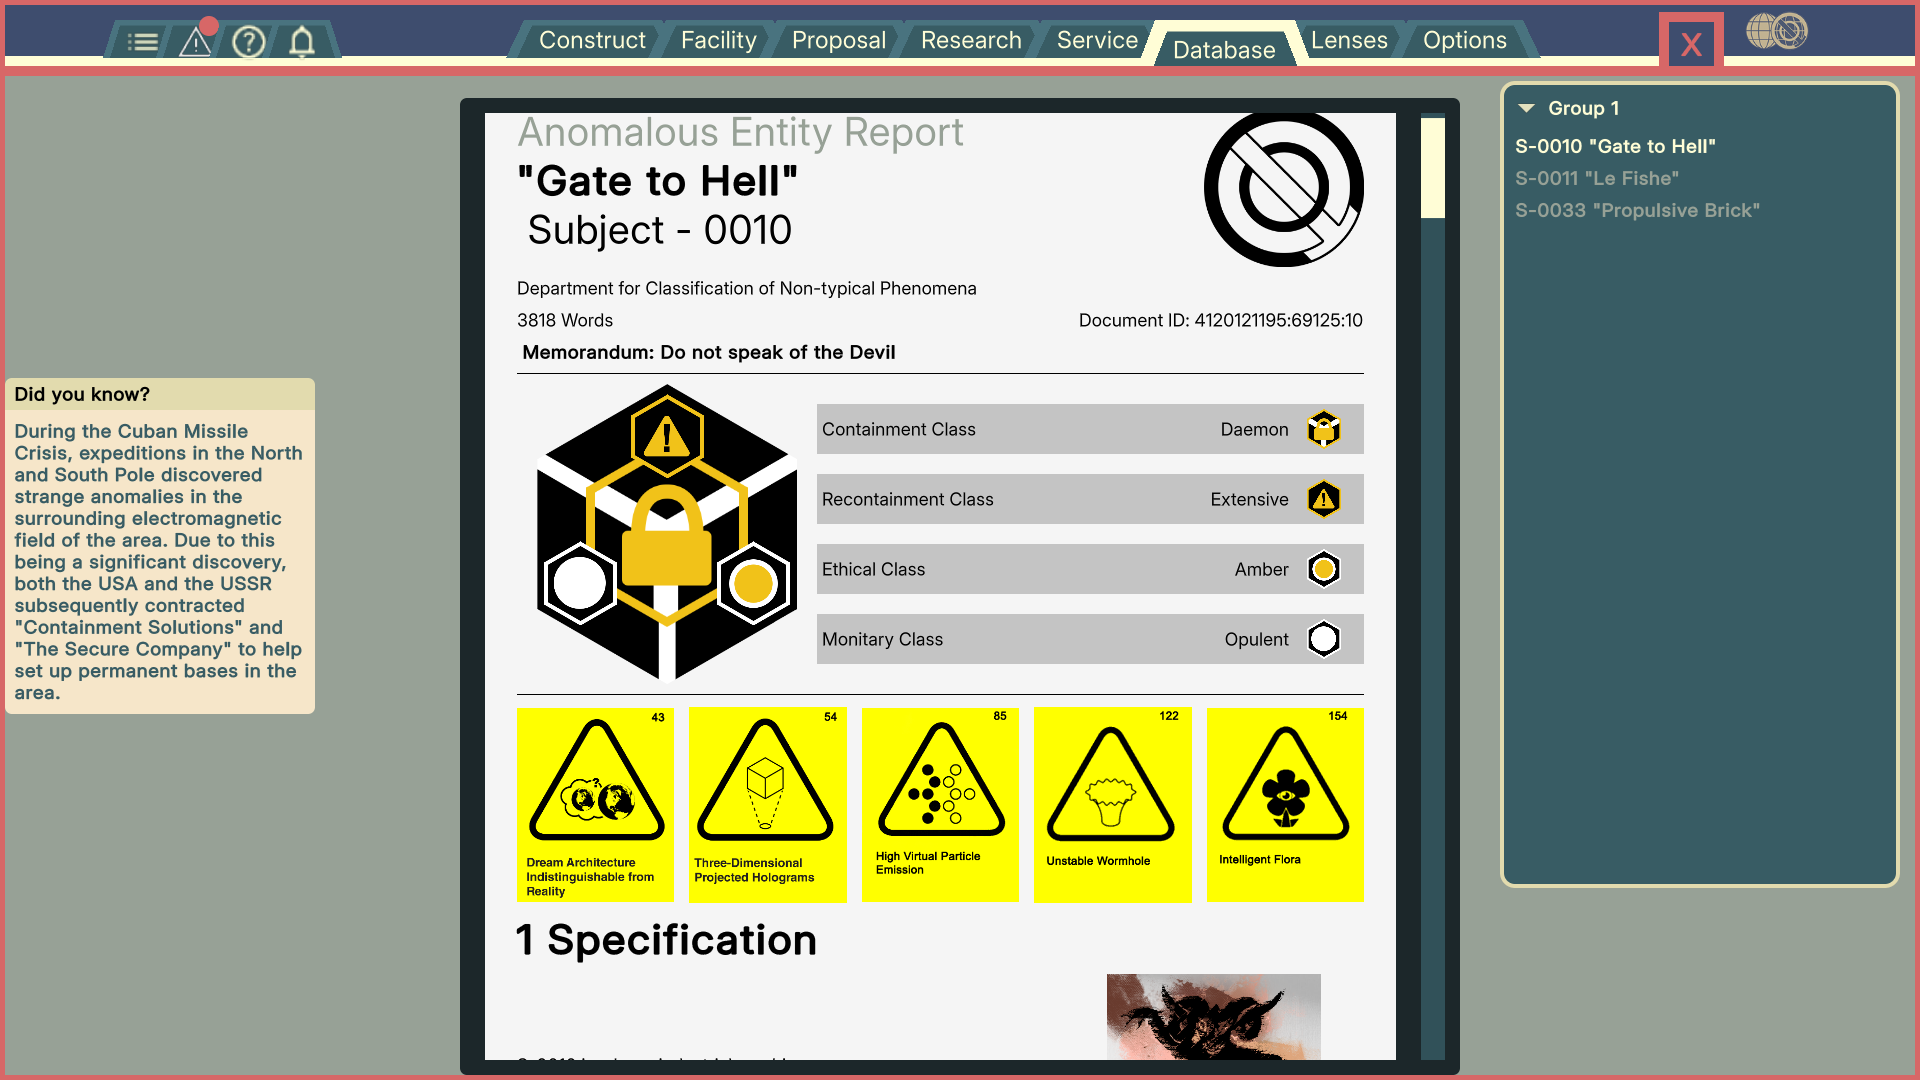 Construct
Facility
Proposal
Research
Service
Database
Lenses
Options
X
Anomalous Entity Report
"Gate to Hell"
Subject - 0010
Department for Classification of Non-typical Phenomena
3818 Words
Document ID: 4120121195:69125:10
Memorandum: Do not speak of the Devil
Containment Class
Daemon
Recontainment Class
Extensive
Ethical Class
Amber
Monitary Class
Opulent
43
Dream Architecture
Indistinguishable from
Reality
54
Three-Dimensional
Projected Holograms
85
High Virtual Particle
Emission
122
Unstable Wormhole
154
Intelligent Flora
1 Specification
Did you know?
During the Cuban Missile
Crisis, expeditions in the North
and South Pole discovered
strange anomalies in the
surrounding electromagnetic
field of the area. Due to this
being a significant discovery,
both the USA and the USSR
subsequently contracted
"Containment Solutions" and
"The Secure Company" to help
set up permanent bases in the
area.
Group 1
S-0010 "Gate to Hell"
S-0011 "Le Fishe"
S-0033 "Propulsive Brick"